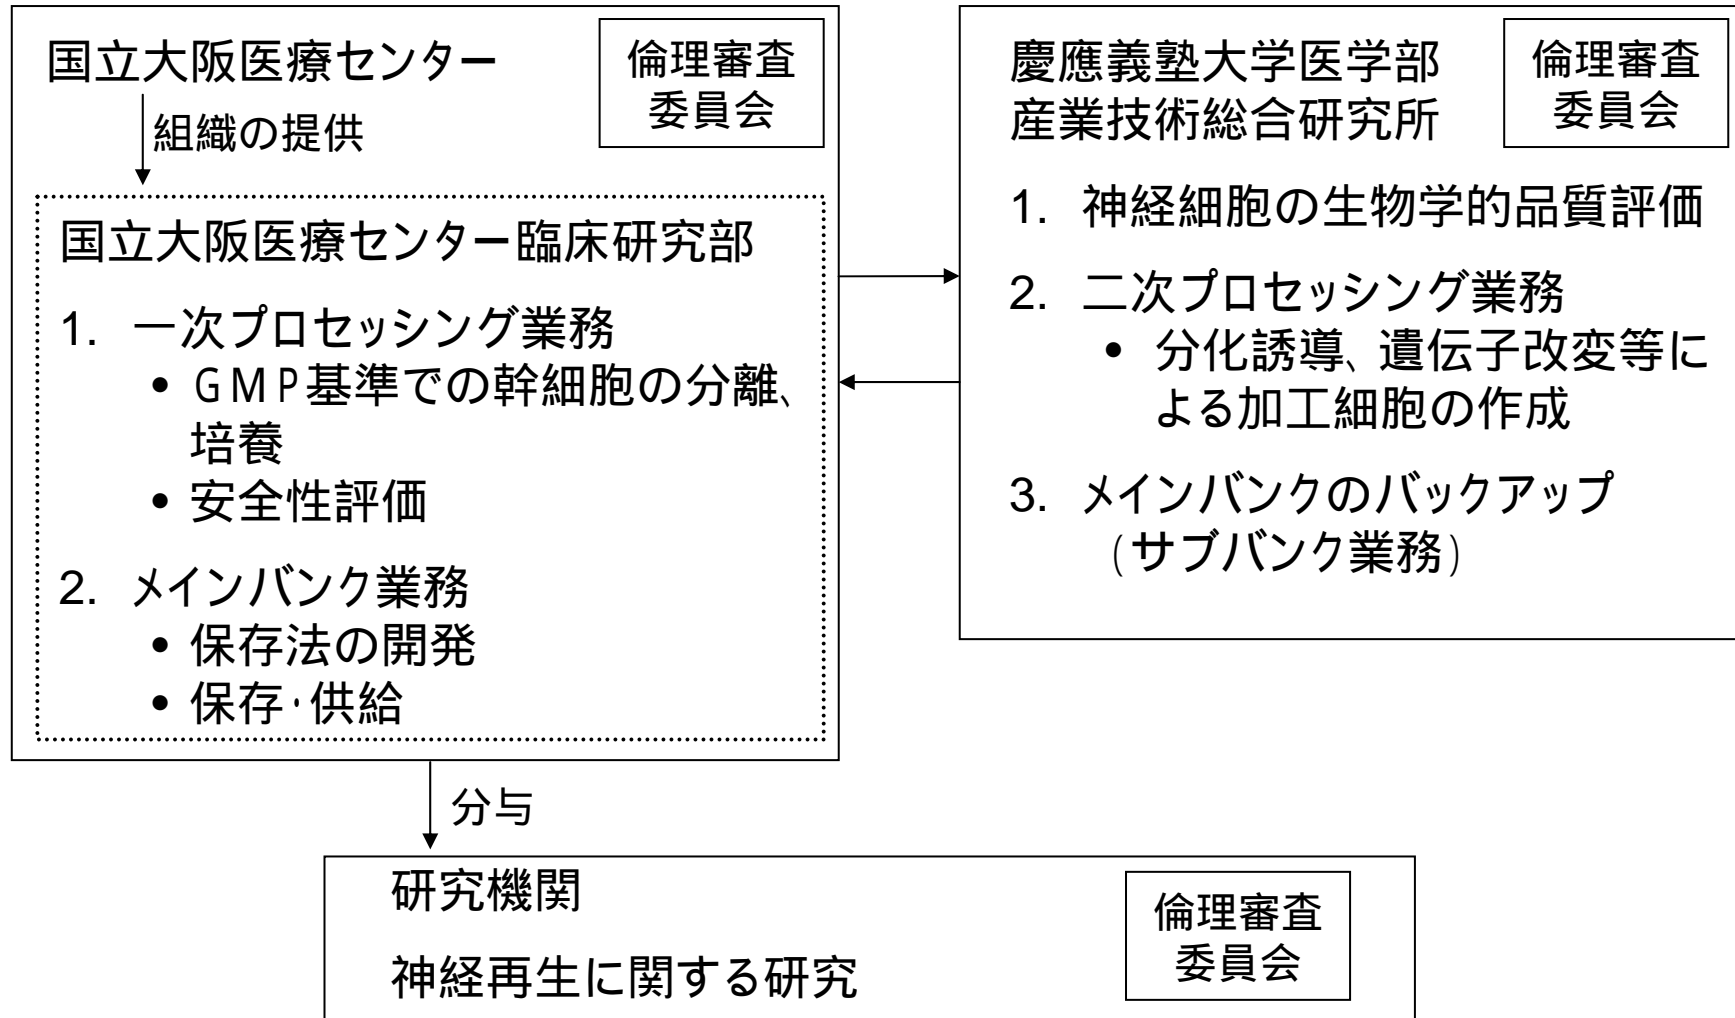 国立大阪医療センター
倫理審査
委員会
組織の提供
国立大阪医療センター臨床研究部
1. 一次プロセッシング業務
• GMP基準での幹細胞の分離、
培養
• 安全性評価
2. メインバンク業務
• 保存法の開発
• 保存・供給
慶應義塾大学医学部
産業技術総合研究所
倫理審査
委員会
1. 神経細胞の生物学的品質評価
2. 二次プロセッシング業務
• 分化誘導、遺伝子改変等に
よる加工細胞の作成
3. メインバンクのバックアップ
(サブバンク業務)
分与
研究機関
倫理審査
委員会
神経再生に関する研究